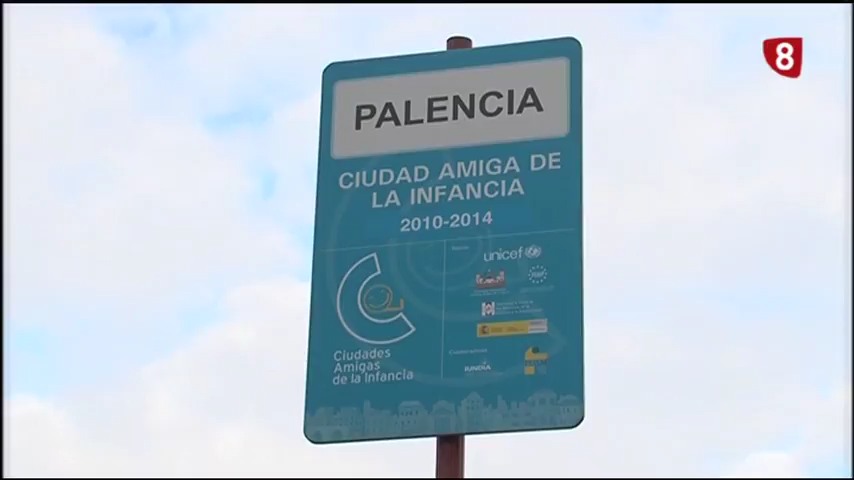 8
PALENCIA
CIUDAD AMIGA DE
LA INFANCIA
2010-2014
unicef
Ciudades
Amigas
de la Infancia